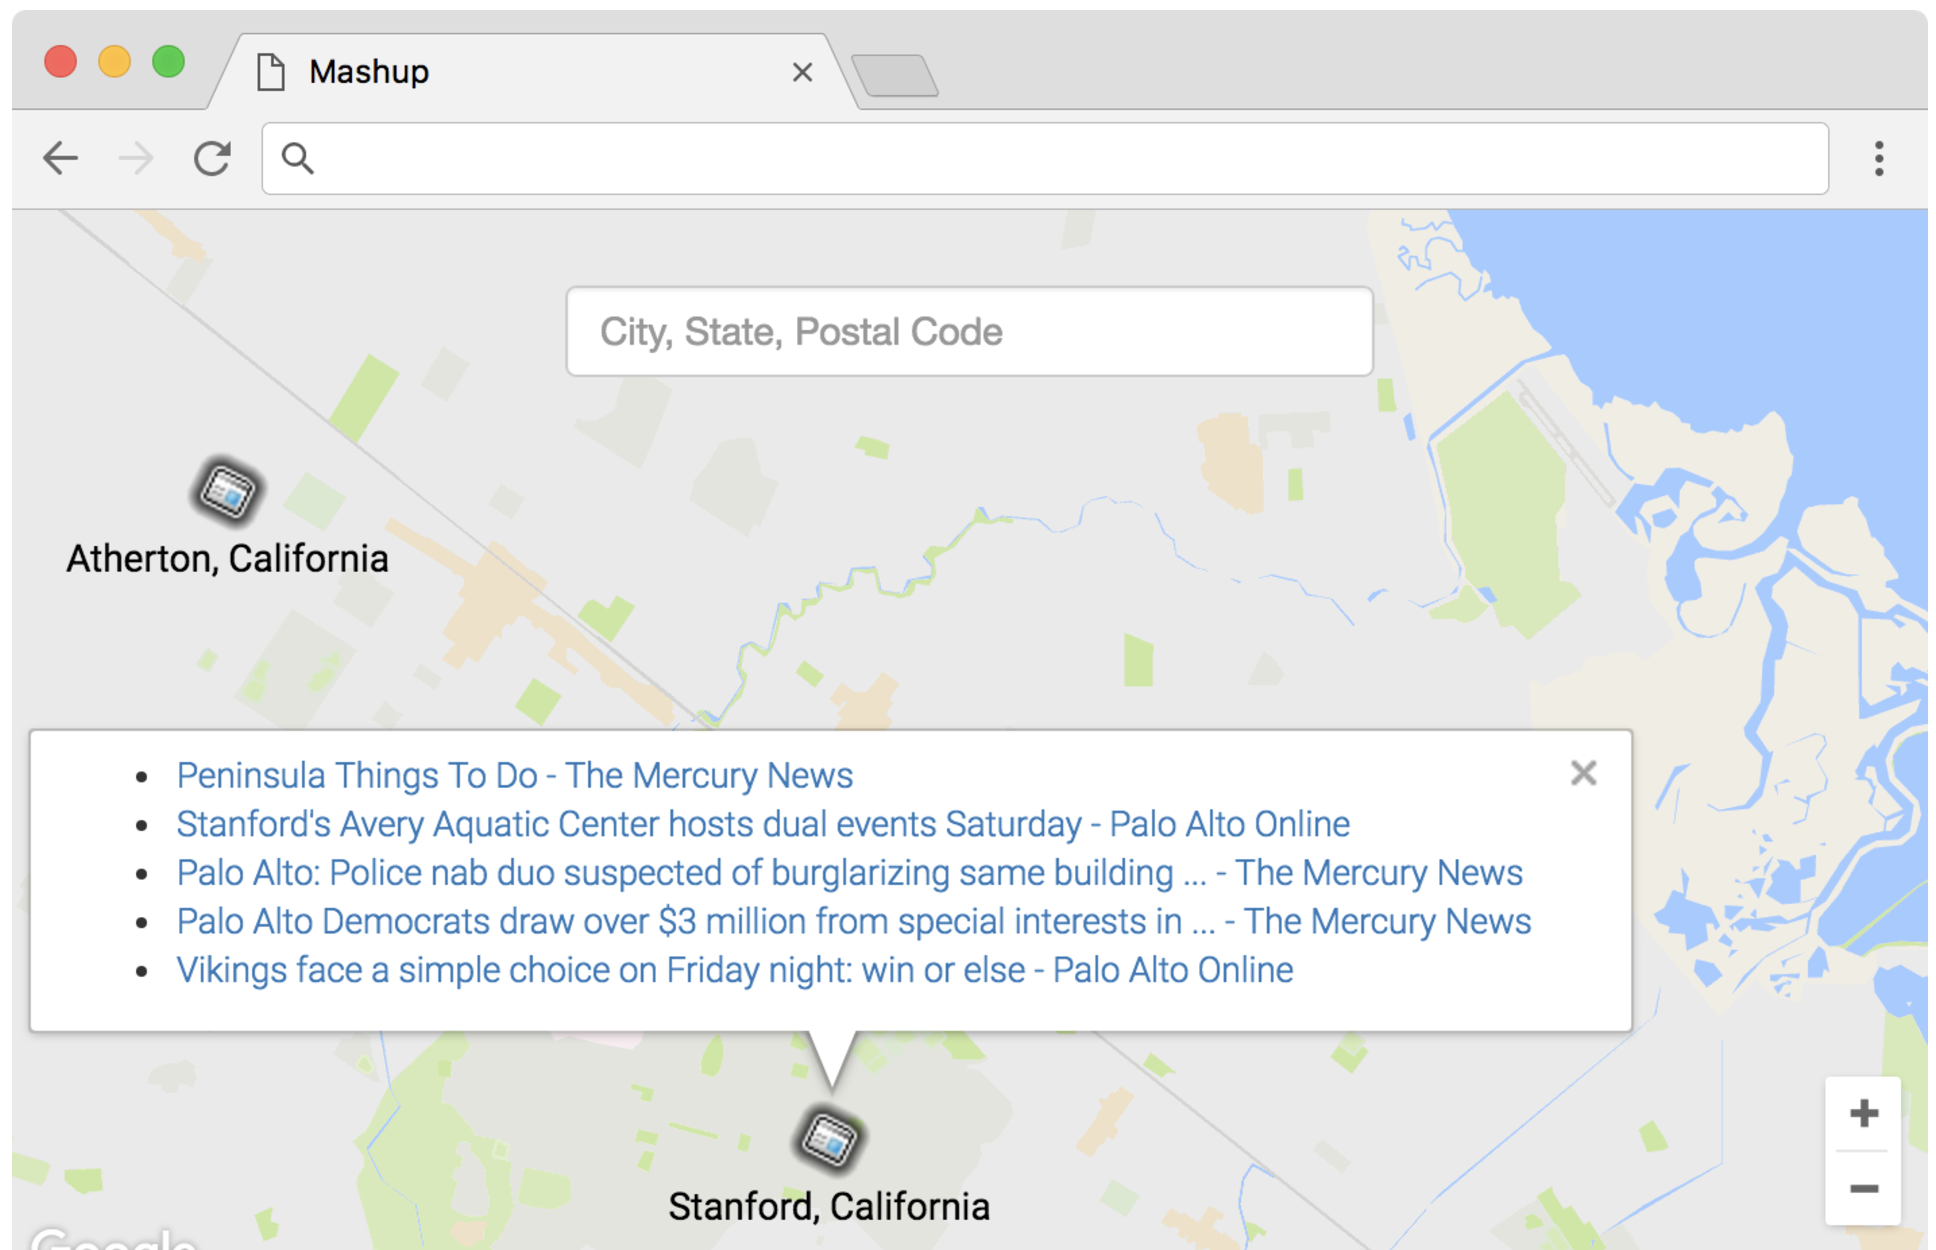 Mashup
City, State, Postal Code
Atherton, California
Peninsula Things To Do - The Mercury News
Stanford's Avery Aquatic Center hosts dual events Saturday - Palo Alto Online
Palo Alto: Police nab duo suspected of burglarizing same building ... - The Mercury News
Palo Alto Democrats draw over $3 million from special interests in ... - The Mercury News
Vikings face a simple choice on Friday night: win or else - Palo Alto Online
Stanford, California
Google